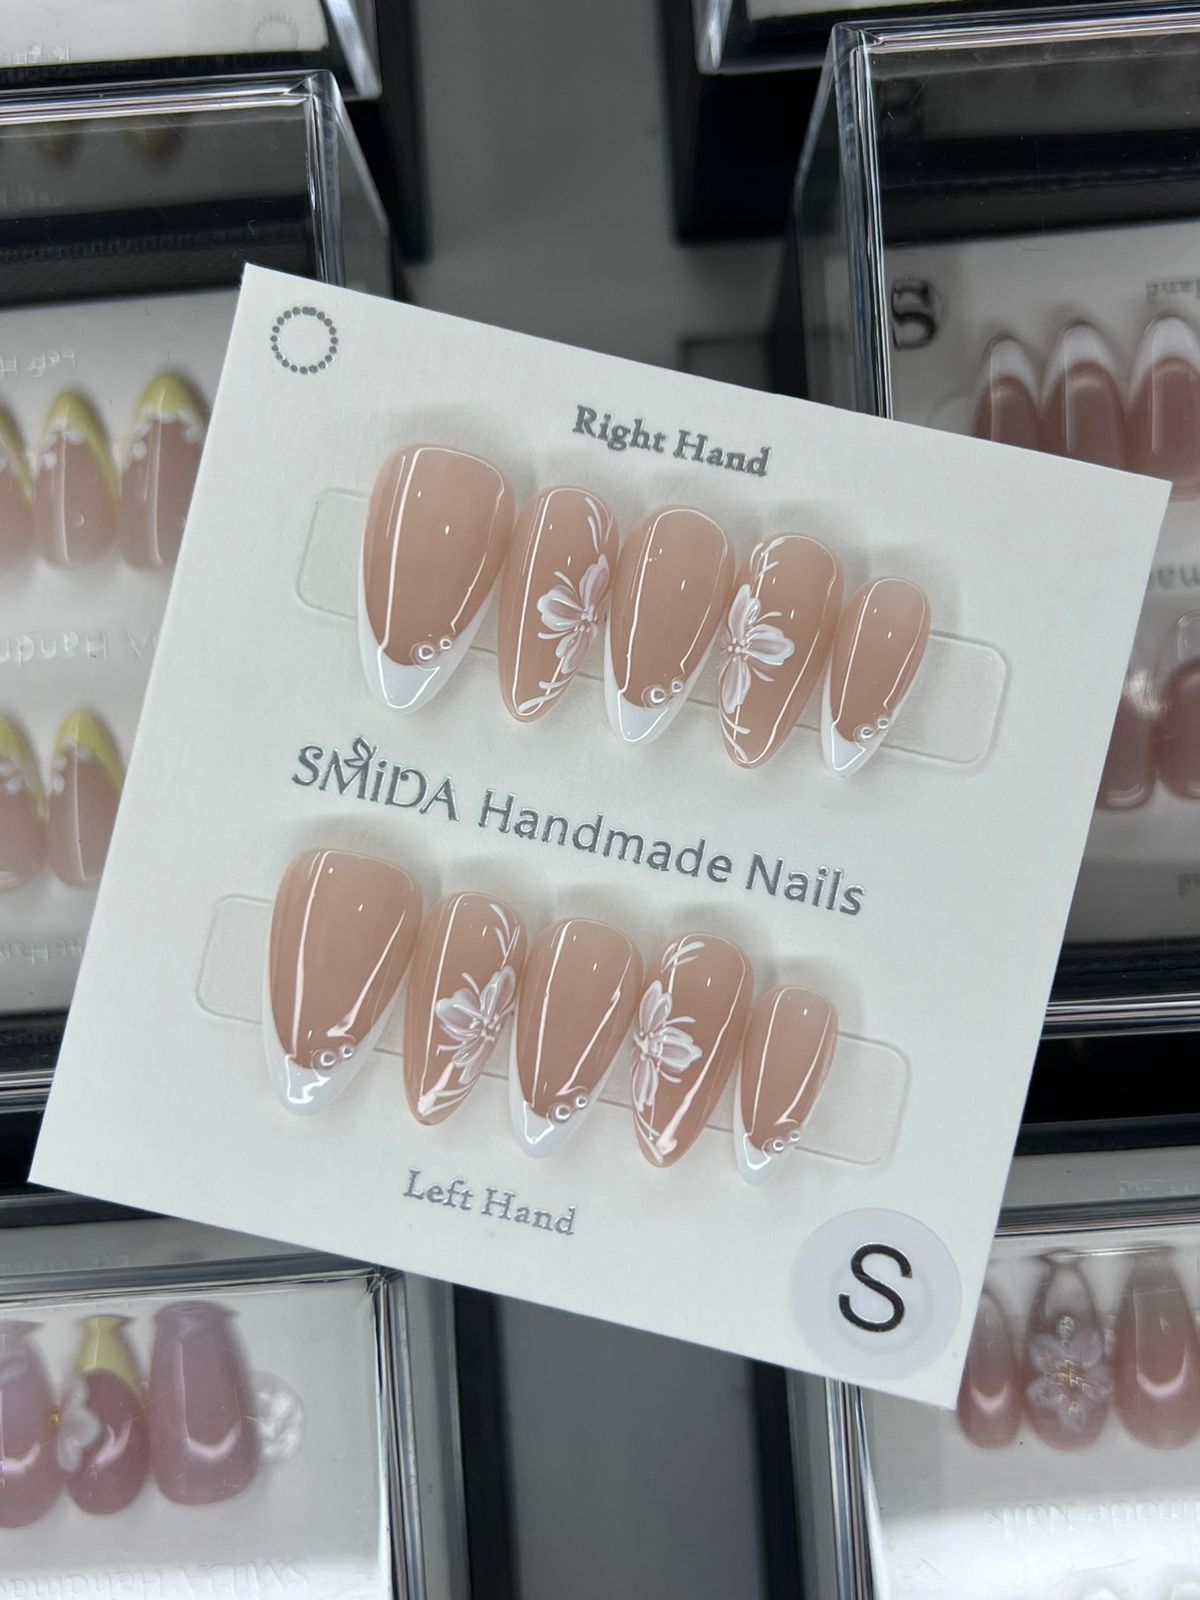 Right Hand
SMiDA Handmade Nails
Left Hand
S
S